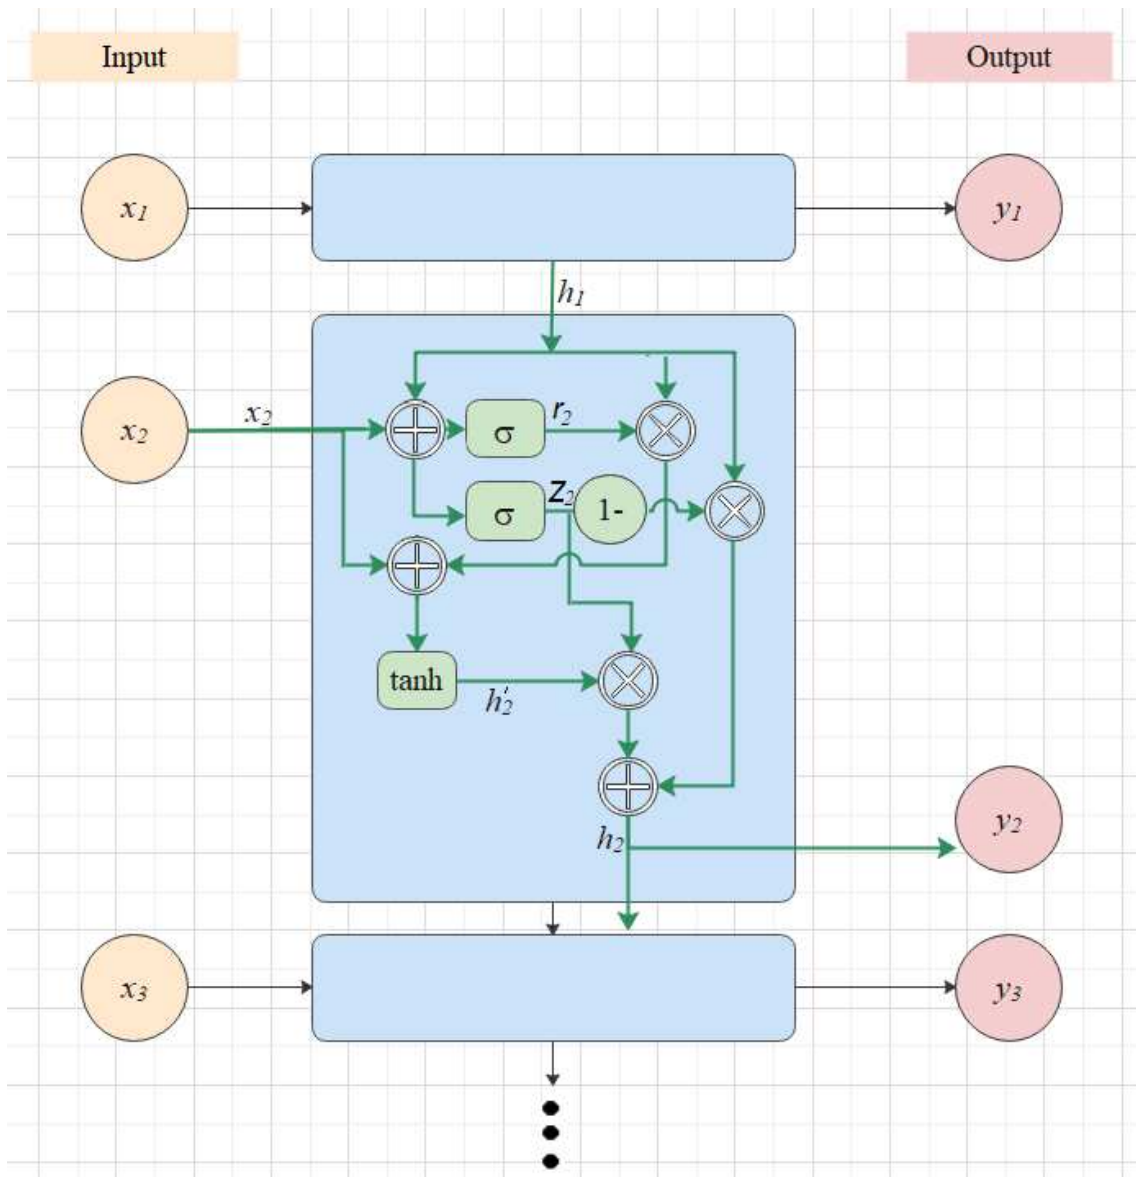 Input
Output
x₁
y₁
h₁
x₂
x₂
σ
r₂
σ
z₂
1-
tanh
h′₂
h₂
y₂
x₃
y₃